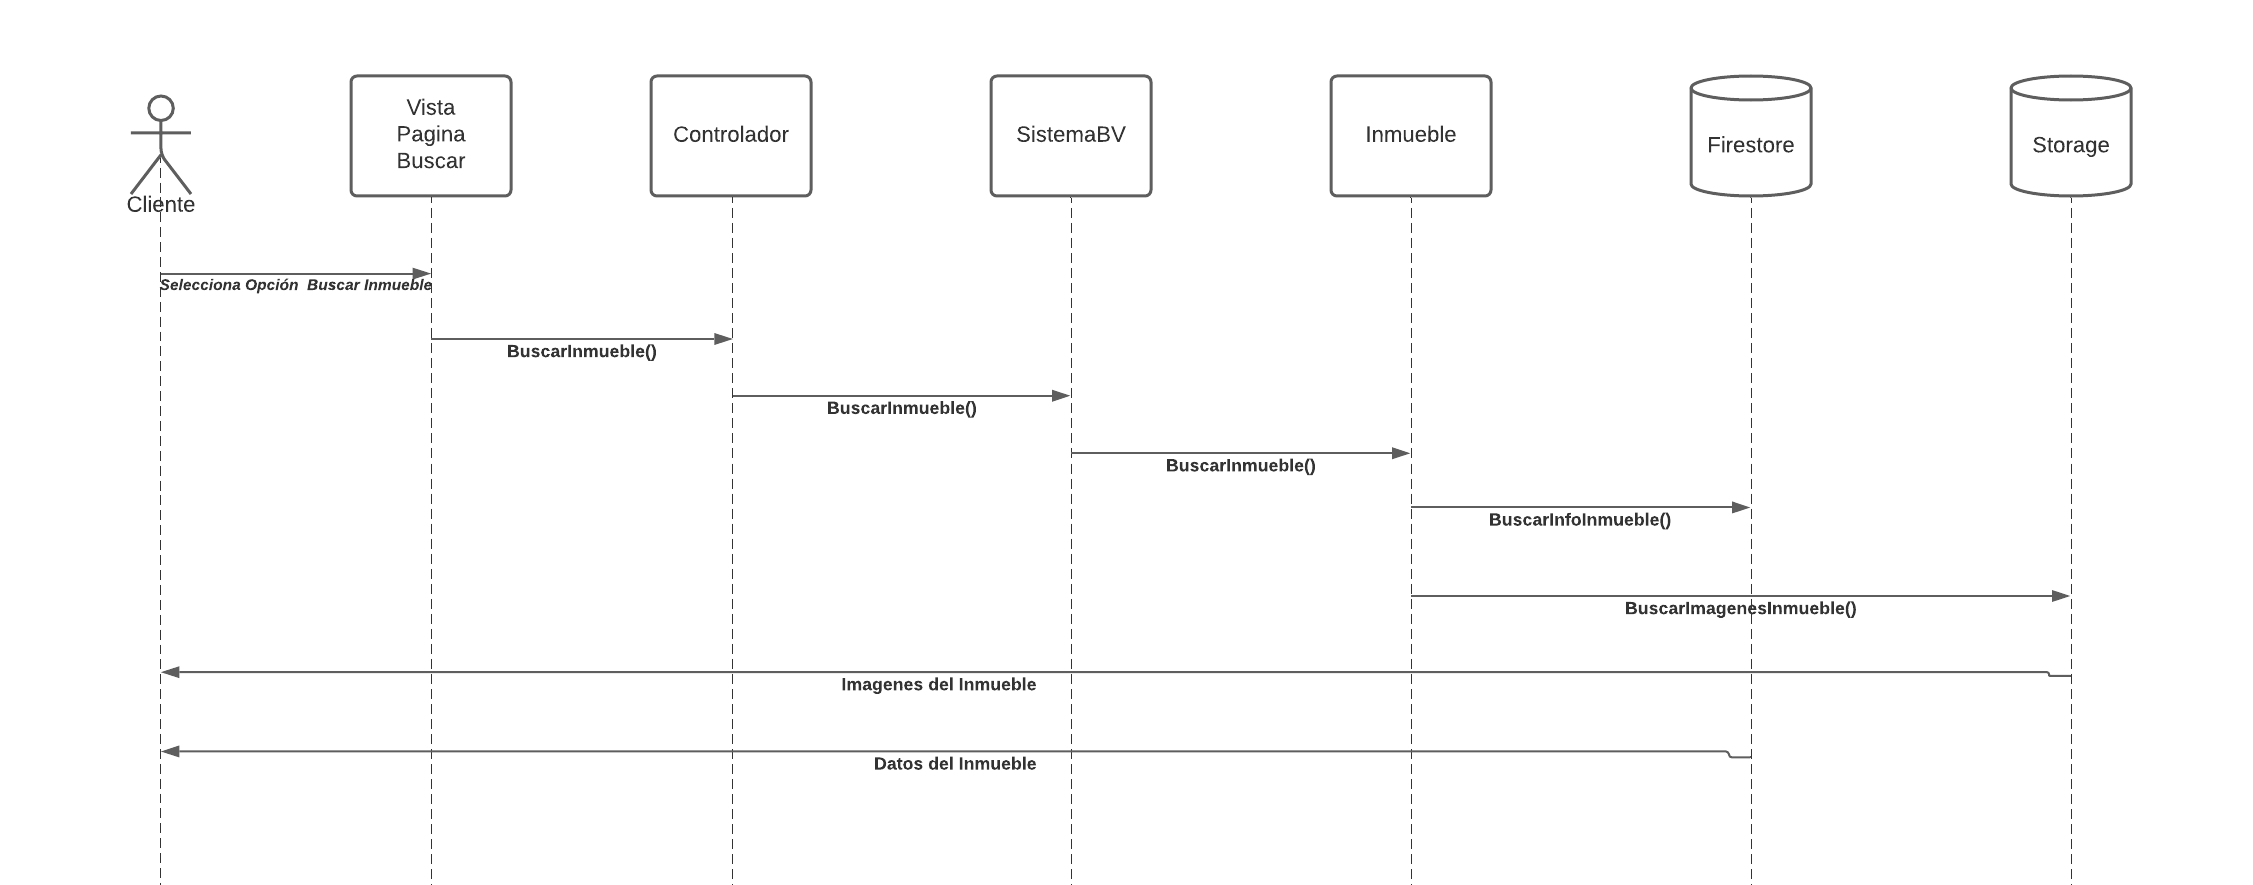 Cliente
Vista
Pagina
Buscar
Controlador
SistemaBV
Inmueble
Firestore
Storage
Selecciona Opción  Buscar Inmueble
BuscarInmueble()
BuscarInmueble()
BuscarInmueble()
BuscarInfoInmueble()
BuscarImagenesInmueble()
Imagenes del Inmueble
Datos del Inmueble